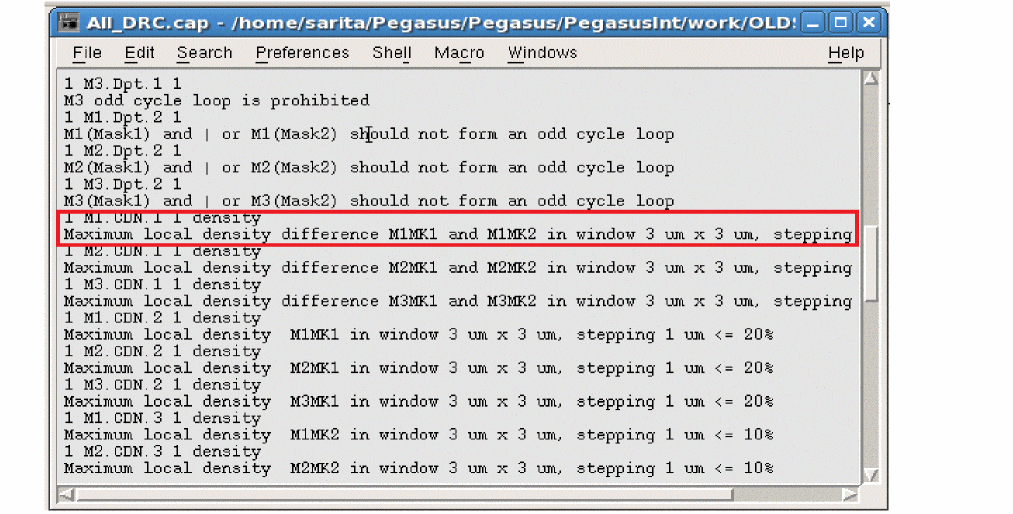 All_DRC.cap - /home/sarita/Pegasus/Pegasus/PegasusInt/work/OLD
File Edit Search Preferences Shell Macro Windows Help
1 M3.Dpt.1 1
M3 odd cycle loop is prohibited
1 M1.Dpt.2 1
M1(Mask1) and | or M1(Mask2) should not form an odd cycle loop
1 M2.Dpt.2 1
M2(Mask1) and | or M2(Mask2) should not form an odd cycle loop
1 M3.Dpt.2 1
M3(Mask1) and | or M3(Mask2) should not form an odd cycle loop
1 M1.CDN.1 1 density
Maximum local density difference M1MK1 and M1MK2 in window 3 um x 3 um, stepping
1 M2.CDN.1 1 density
Maximum local density difference M2MK1 and M2MK2 in window 3 um x 3 um, stepping
1 M3.CDN.1 1 density
Maximum local density difference M3MK1 and M3MK2 in window 3 um x 3 um, stepping
1 M1.CDN.2 1 density
Maximum local density  M1MK1 in window 3 um x 3 um, stepping 1 um <= 20%
1 M2.CDN.2 1 density
Maximum local density  M2MK1 in window 3 um x 3 um, stepping 1 um <= 20%
1 M3.CDN.2 1 density
Maximum local density  M3MK1 in window 3 um x 3 um, stepping 1 um <= 20%
1 M1.CDN.3 1 density
Maximum local density  M1MK2 in window 3 um x 3 um, stepping 1 um <= 10%
1 M2.CDN.3 1 density
Maximum local density  M2MK2 in window 3 um x 3 um, stepping 1 um <= 10%